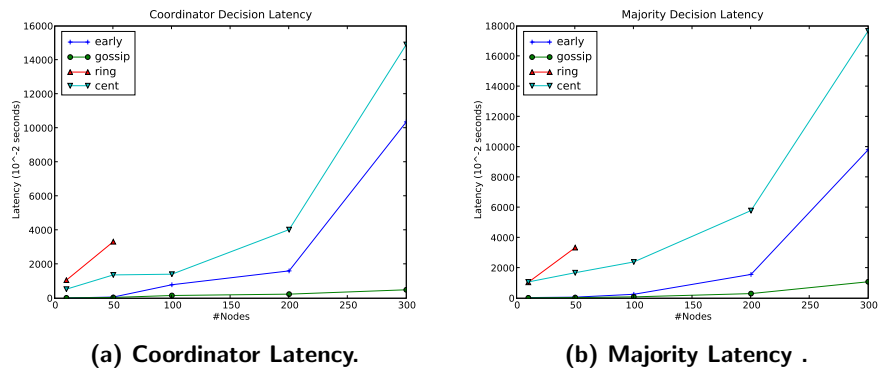 Coordinator Decision Latency
16000
14000
12000
10000
8000
6000
4000
2000
0
Latency (10^-2 seconds)
early
gossip
ring
cent
0 50 100 150 200 250 300
#Nodes
(a) Coordinator Latency.
Majority Decision Latency
18000
16000
14000
12000
10000
8000
6000
4000
2000
0
Latency (10^-2 seconds)
early
gossip
ring
cent
0 50 100 150 200 250 300
#Nodes
(b) Majority Latency .